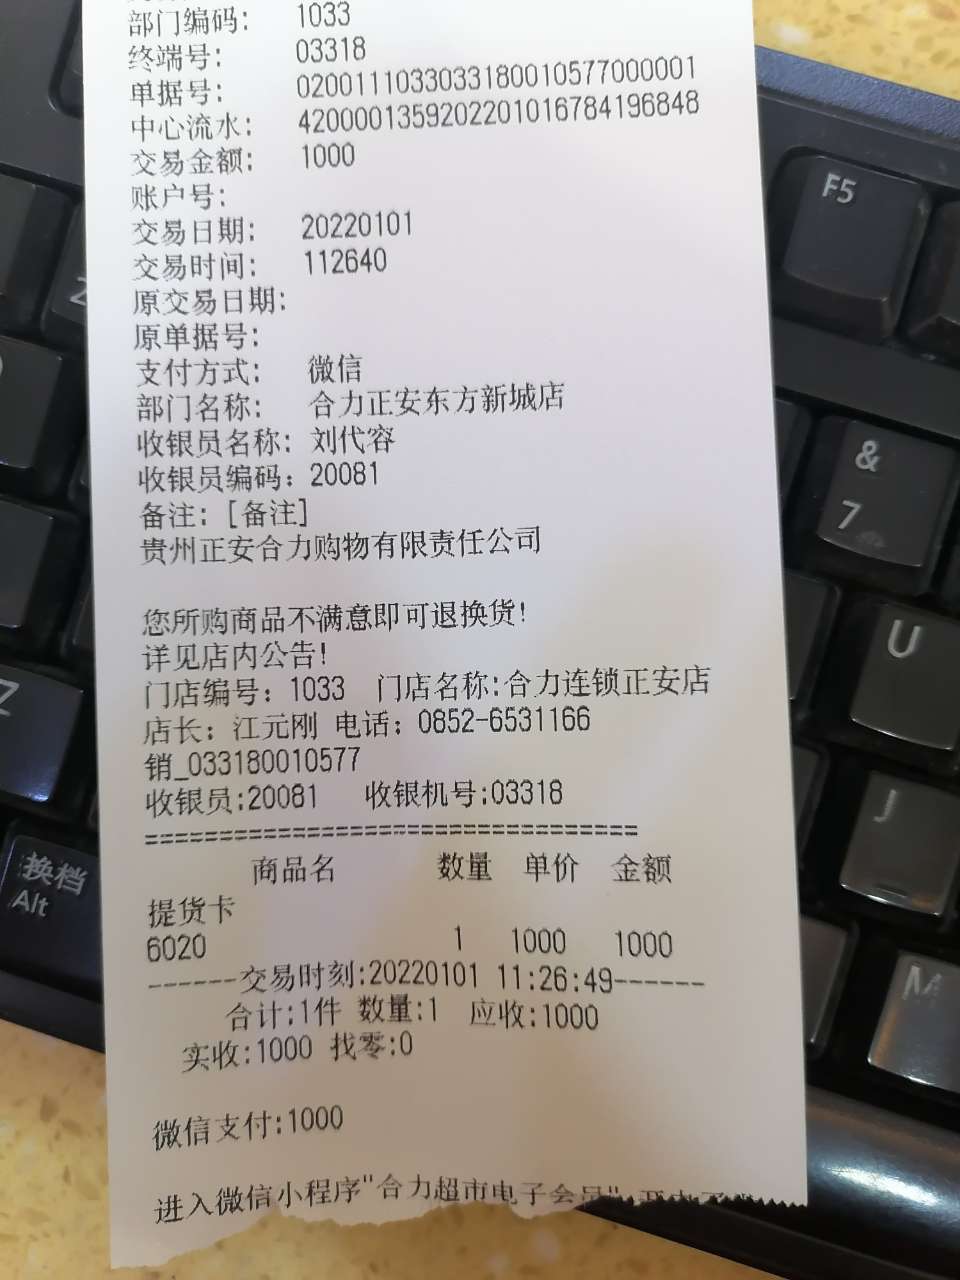 部门编码： 1033
终端号： 03318
单据号： 020011103303318001057​7000001
中心流水： 4200001359202201016784196848
交易金额： 1000
账户号：
交易日期： 20220101
交易时间： 112640
原交易日期：
原单据号：
支付方式： 微信
部门名称： 合力正安东方新城店
收银员名称： 刘代容
收银员编码： 20081
备注：[备注]
贵州正安合力购物有限责任公司
您所购商品不满意即可退换货!
详见店内公告!
门店编号：1033 门店名称:合力连锁正安店
店长：江元刚 电话：0852-6531166
销_033180010577
收银员:20081 收银机号:03318
==================================
商品名 数量 单价 金额
提货卡
6020 1 1000 1000
------交易时刻:20220101 11:26:49------
合计:1件 数量:1 应收:1000
实收:1000 找零:0
微信支付:1000
进入微信小程序"合力超市电子会员"
F5
&
7
U
J
M
Z
换档
Alt